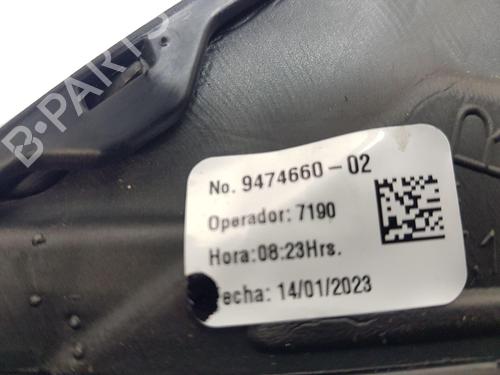 B-PARTS
No. 9474660-02
Operador: 7190
Hora:08:23Hrs.
echa: 14/01/2023